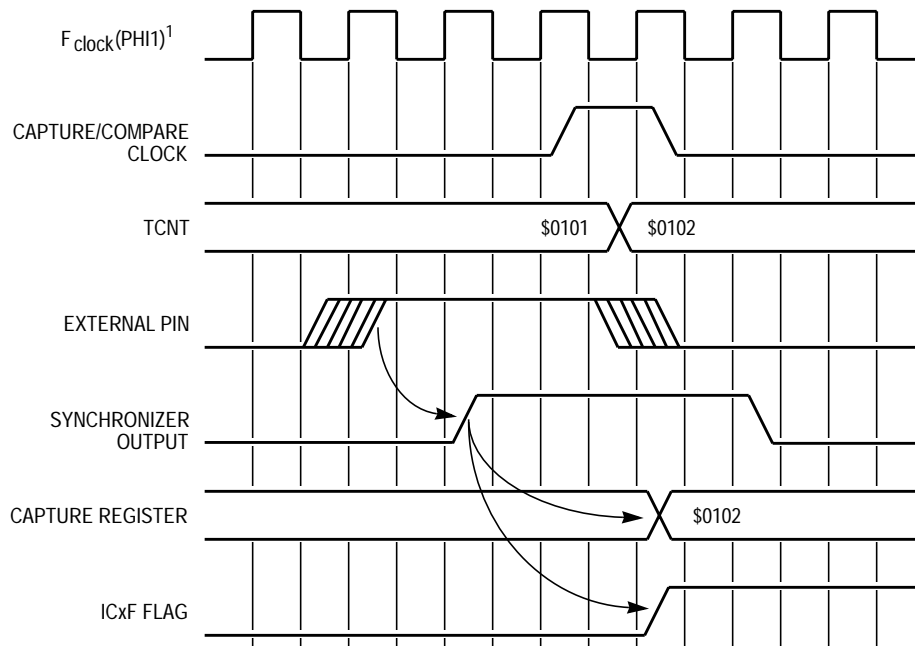 F clock(PHI1)1
CAPTURE/COMPARE
CLOCK
TCNT
$0101
$0102
EXTERNAL PIN
SYNCHRONIZER
OUTPUT
CAPTURE REGISTER
$0102
ICxF FLAG